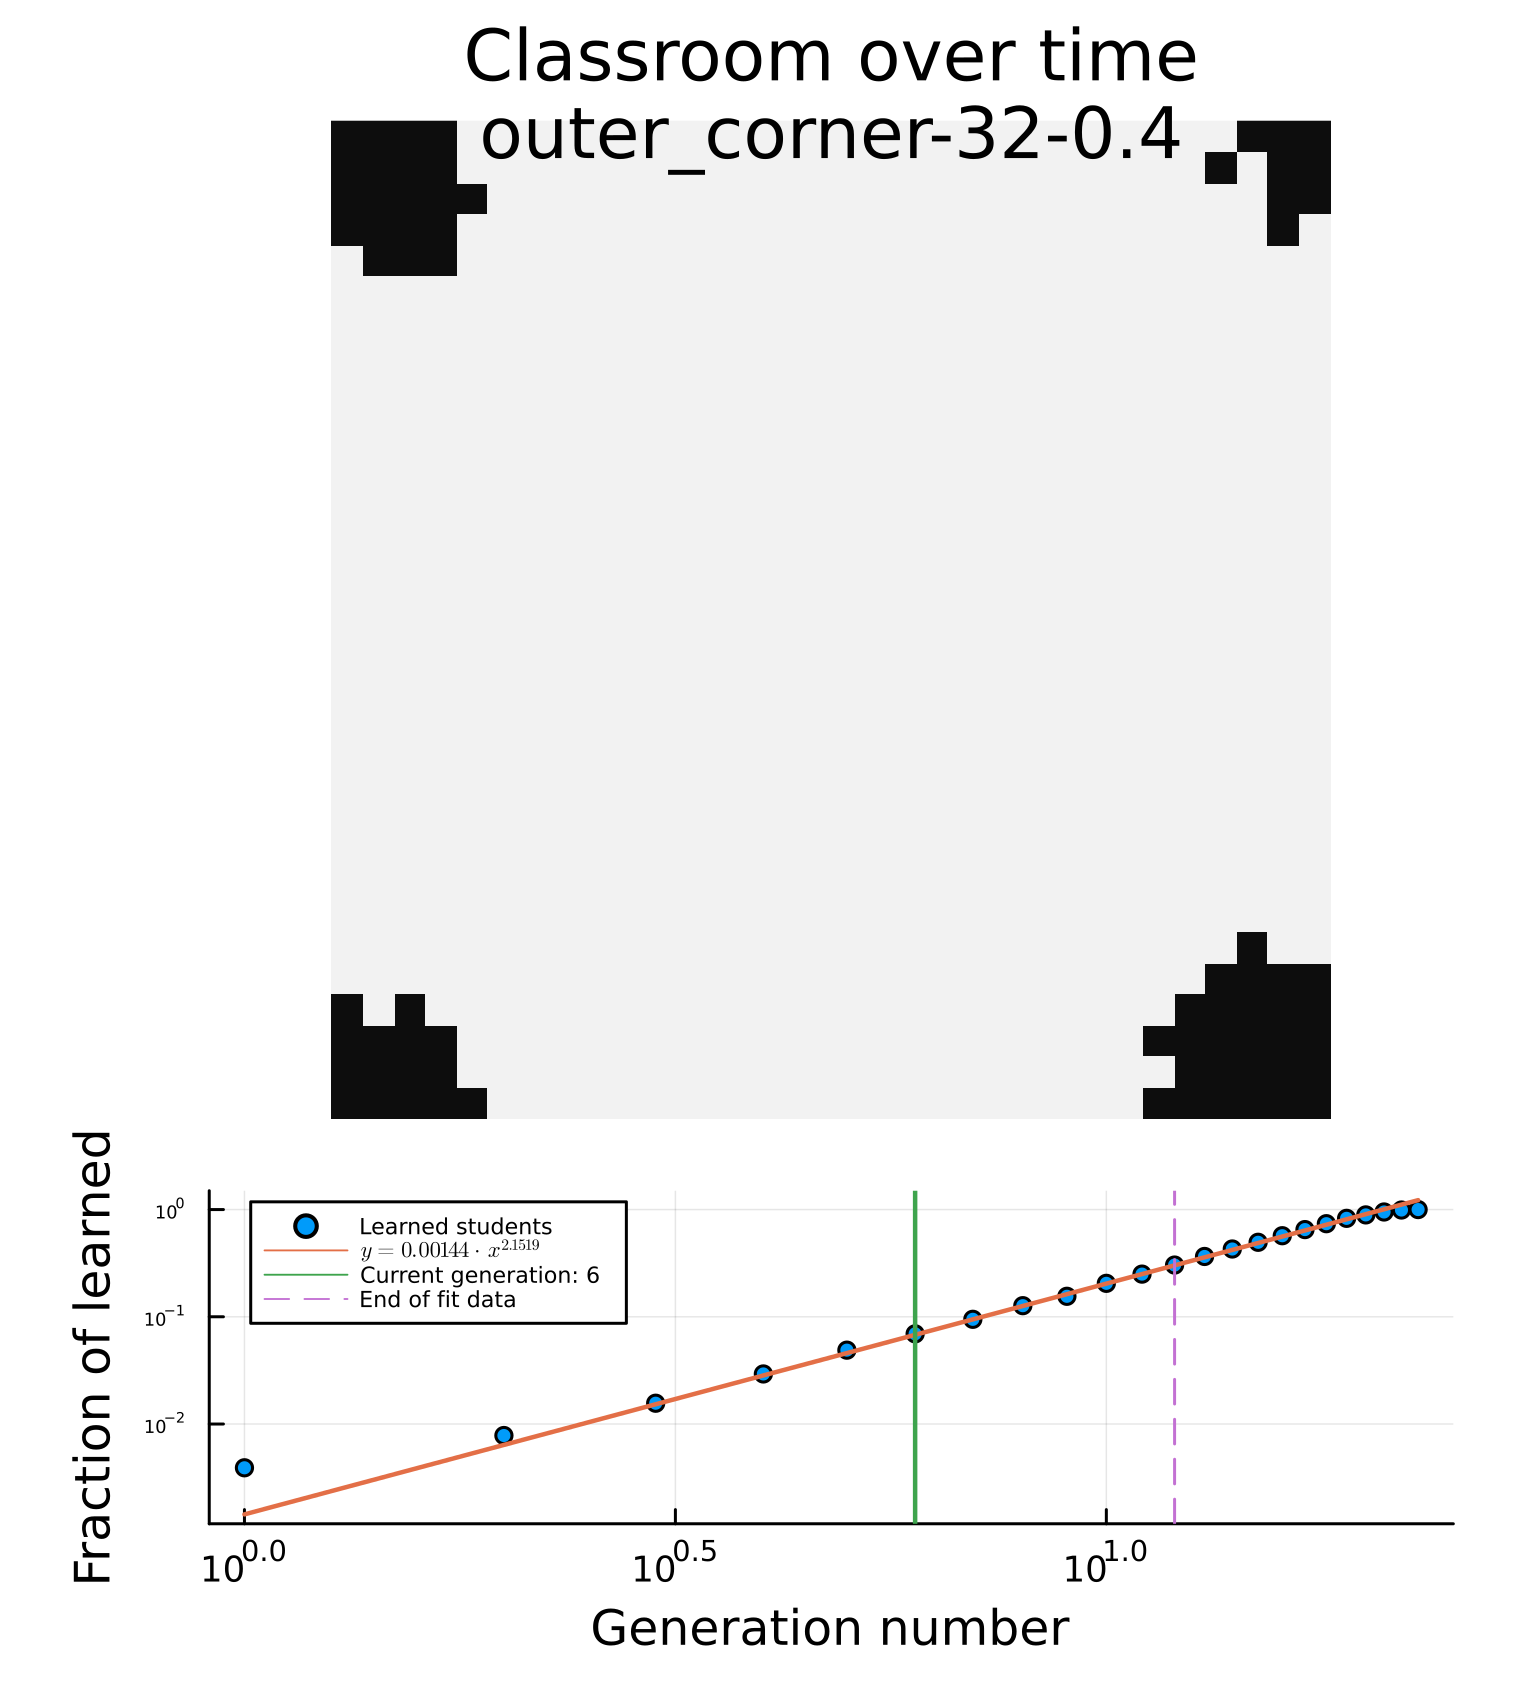 Classroom over time
outer_corner-32-0.4
Fraction of learned
10^0
10^−1
10^−2
Learned students
y = 0.00144 · x^2.1519
Current generation: 6
End of fit data
10^0.0
10^0.5
10^1.0
Generation number